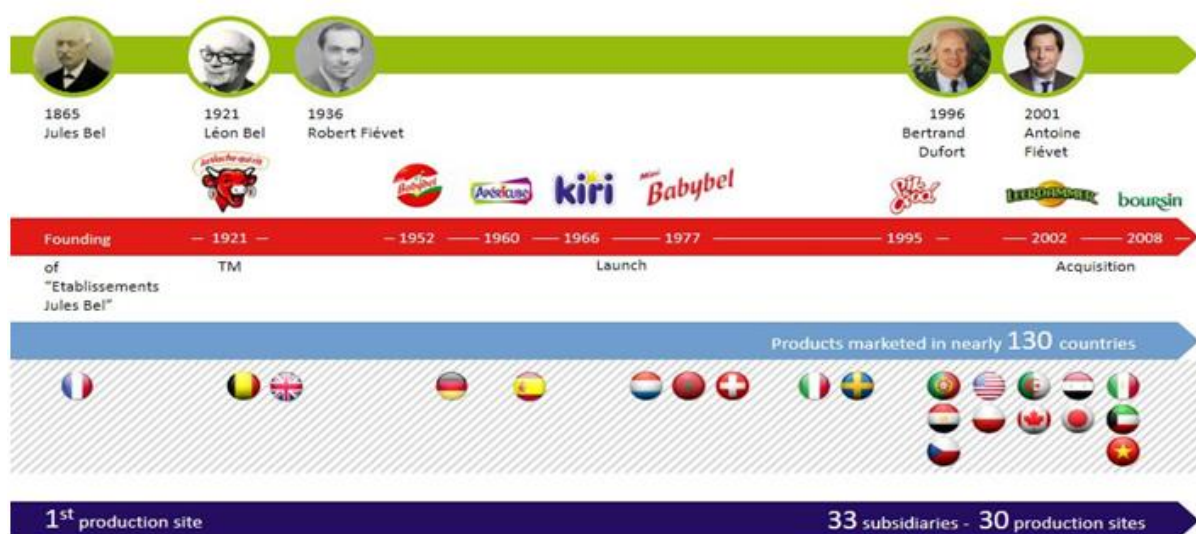 1865
Jules Bel
1921
Léon Bel
1936
Robert Fiévet
1996
Bertrand
Dufort
2001
Antoine
Fiévet
la vache qui rit
Babybel
APÉRICUBE
kiri
Mini
Babybel
Pik
Croq'
LEERDAMMER
boursin
Founding — 1921 — — 1952 — 1960 — 1966 — 1977 — 1995 — — 2002 — 2008 —
of
"Etablissements
Jules Bel"
TM
Launch
Acquisition
Products marketed in nearly 130 countries
1st production site
33 subsidiaries - 30 production sites